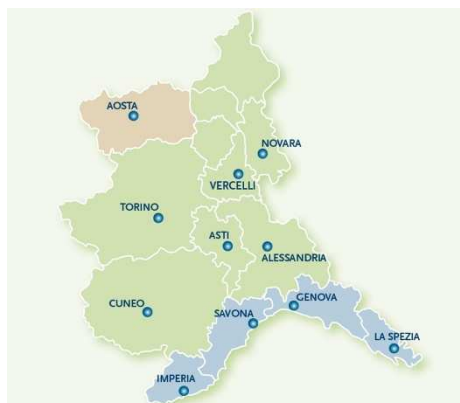 AOSTA
NOVARA
VERCELLI
TORINO
ASTI
ALESSANDRIA
CUNEO
GENOVA
SAVONA
LA SPEZIA
IMPERIA